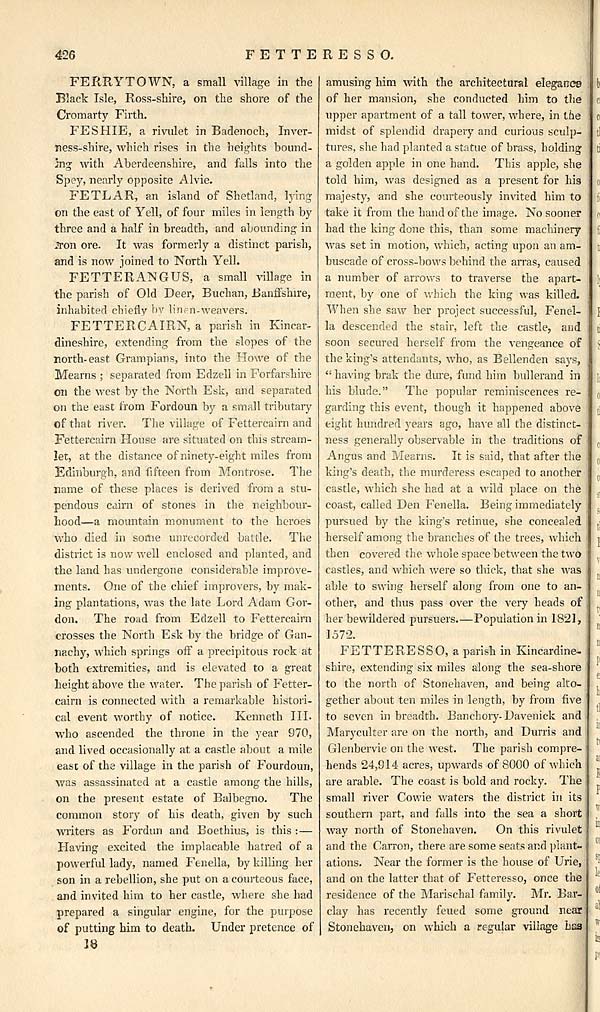 426
FETTERESSO.
FERRYTOWN, a small village in the
Black Isle, Ross-shire, on the shore of the
Cromarty Firth.
FESHIE, a rivulet in Badenoch, Inver-
ness-shire, which rises in the heights bound-
ing with Aberdeenshire, and falls into the
Spey, nearly opposite Alvie.
FETLAR, an island of Shetland, lying
on the east of Yell, of four miles in length by
three and a half in breadth, and abounding in
iron ore. It was formerly a distinct parish,
and is now joined to North Yell.
FETTERANGUS, a small village in
the parish of Old Deer, Buchan, Banffshire,
inhabited chiefly by linen-weavers.
FETTERCAIRN, a parish in Kincar-
dineshire, extending from the slopes of the
north-east Grampians, into the Howe of the
Mearns ; separated from Edzell in Forfarshire
on the west by the North Esk, and separated
on the east from Fordoun by a small tributary
of that river. The village of Fettercairn and
Fettercairn House are situated on this stream-
let, at the distance of ninety-eight miles from
Edinburgh, and fifteen from Montrose. The
name of these places is derived from a stu-
pendous cairn of stones in the neighbour-
hood—a mountain monument to the heroes
who died in some unrecorded battle. The
district is now well enclosed and planted, and
the land has undergone considerable improve-
ments. One of the chief improvers, by mak-
ing plantations, was the late Lord Adam Gor-
don. The road from Edzell to Fettercairn
crosses the North Esk by the bridge of Gan-
nachy, which springs off a precipitous rock at
both extremities, and is elevated to a great
height above the water. The parish of Fetter-
cairn is connected with a remarkable histori-
cal event worthy of notice. Kenneth III.
who ascended the throne in the year 970,
and lived occasionally at a castle about a mile
east of the village in the parish of Fourdoun,
was assassinated at a castle among the hills,
on the present estate of Balbegno. The
common story of his death, given by such
writers as Fordun and Boethius, is this :—
Having excited the implacable hatred of a
powerful lady, named Fenella, by killing her
son in a rebellion, she put on a courteous face,
and invited him to her castle, where she had
prepared a singular engine, for the purpose
of putting him to death. Under pretence of
18
amusing him with the architectural elegance
of her mansion, she conducted him to the
upper apartment of a tall tower, where, in the
midst of splendid drapery and curious sculp-
tures, she had planted a statue of brass, holding
a golden apple in one hand. This apple, she
told him, was designed as a present for his
majesty, and she courteously invited him to
take it from the hand of the image. No sooner
had the king done this, than some machinery
was set in motion, which, acting upon an am-
buscade of cross-bows behind the arras, caused
a number of arrows to traverse the apart-
ment, by one of which the king was killed.
When she saw her project successful, Fenel-
la descended the stair, left the castle, and
soon secured herself from the vengeance of
the king's attendants, who, as Bellenden says,
" having brak the dure, fund him bullerand in
his blude." The popular reminiscences re-
garding this event, though it happened above
eight hundred years ago, have all the distinct-
ness generally observable in the traditions of
Angus and Mearns. It is said, that after the
king's death, the murderess escaped to another
castle, which she had at a wild place on the
coast, called Den Fenella. Being immediately
pursued by the king's retinue, she concealed
herself among the branches of the trees, which
then covered the whole space between the two
castles, and which were so thick, that she was
able to swing herself along from one to an-
other, and thus pass over the very heads of
her bewildered pursuers.—Population in 1821,
1572.
FETTERESSO, a parish in Kincardine-
shire, extending six miles along the sea-shore
to the north of Stonehaven, and being alto-
gether about ten miles in length, by from five
to seven in breadth. Banchory-Davenick and
Maryculter are on the north, and Durris and
Glenbervie on the west. The parish compre-
hends 24,914 acres, upwards of 8000 of which
are arable. The coast is bold and rocky. The
small river Cowie waters the district in its
southern part, and falls into the sea a short
way north of Stonehaven. On this rivulet
and the Carron, there are some seats and plant-
ations. Near the former is the house of Urie,
and on the latter that of Fetteresso, once the
residence of the Marischal family. Mr. Bar-
clay has recently feued some ground near
Stonehaven, on which a regular village has